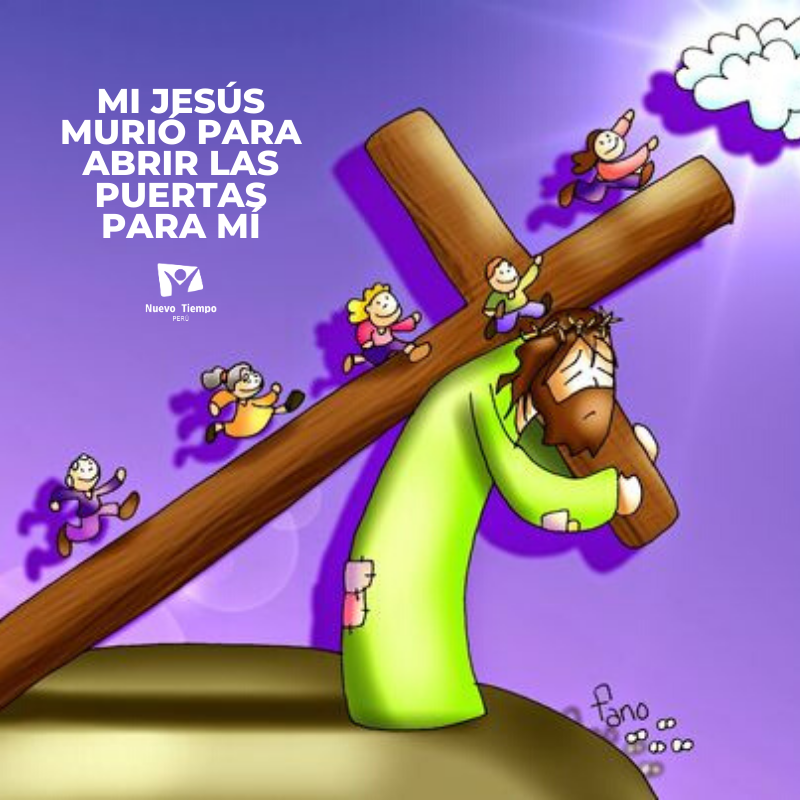 MI JESÚS
MURIÓ PARA
ABRIR LAS
PUERTAS
PARA MÍ
Nuevo Tiempo
PERÚ
fano